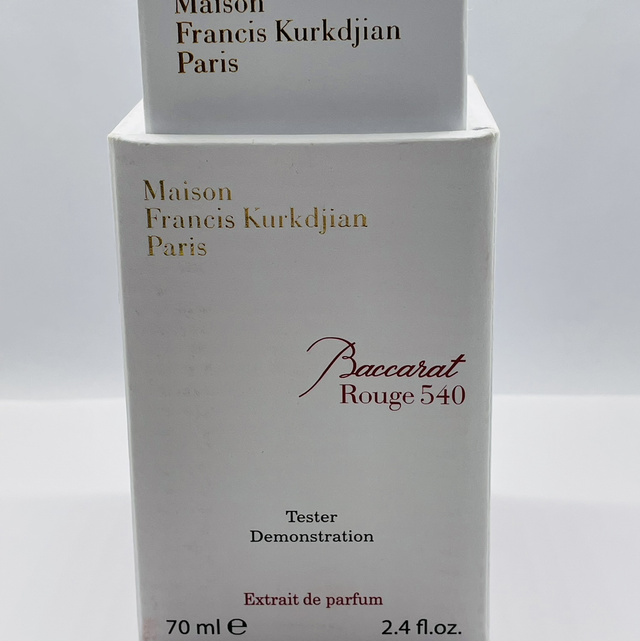 Maison
Francis Kurkdjian
Paris
Maison
Francis Kurkdjian
Paris
Baccarat
Rouge 540
Tester
Demonstration
Extrait de parfum
70 ml ℮ 2.4 fl.oz.